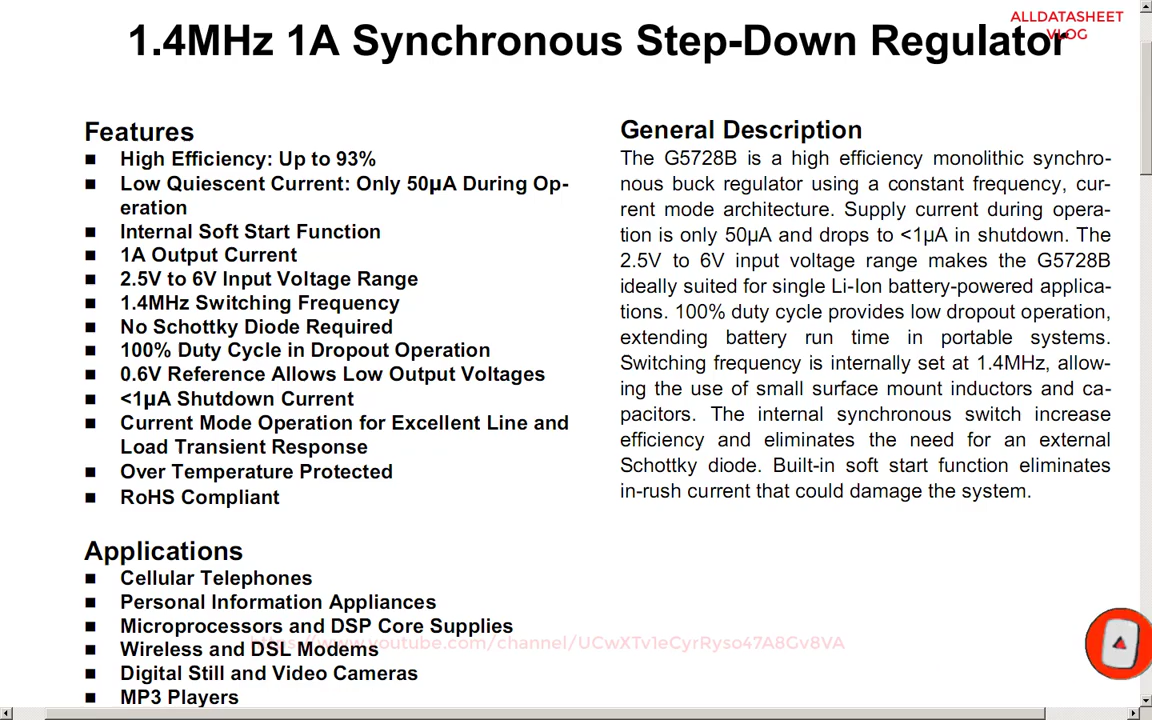 1.4MHz 1A Synchronous Step-Down Regulator
ALLDATASHEET
VLOG
Features
■ High Efficiency: Up to 93%
■ Low Quiescent Current: Only 50µA During Op-
eration
■ Internal Soft Start Function
■ 1A Output Current
■ 2.5V to 6V Input Voltage Range
■ 1.4MHz Switching Frequency
■ No Schottky Diode Required
■ 100% Duty Cycle in Dropout Operation
■ 0.6V Reference Allows Low Output Voltages
■ <1µA Shutdown Current
■ Current Mode Operation for Excellent Line and
Load Transient Response
■ Over Temperature Protected
■ RoHS Compliant
Applications
■ Cellular Telephones
■ Personal Information Appliances
■ Microprocessors and DSP Core Supplies
■ Wireless and DSL Modems
■ Digital Still and Video Cameras
■ MP3 Players
General Description
The G5728B is a high efficiency monolithic synchro-
nous buck regulator using a constant frequency, cur-
rent mode architecture. Supply current during opera-
tion is only 50µA and drops to <1µA in shutdown. The
2.5V to 6V input voltage range makes the G5728B
ideally suited for single Li-Ion battery-powered applica-
tions. 100% duty cycle provides low dropout operation,
extending battery run time in portable systems.
Switching frequency is internally set at 1.4MHz, allow-
ing the use of small surface mount inductors and ca-
pacitors. The internal synchronous switch increase
efficiency and eliminates the need for an external
Schottky diode. Built-in soft start function eliminates
in-rush current that could damage the system.
https://www.youtube.com/channel/UCwXTv1eCyrRyso47A8Gv8VA